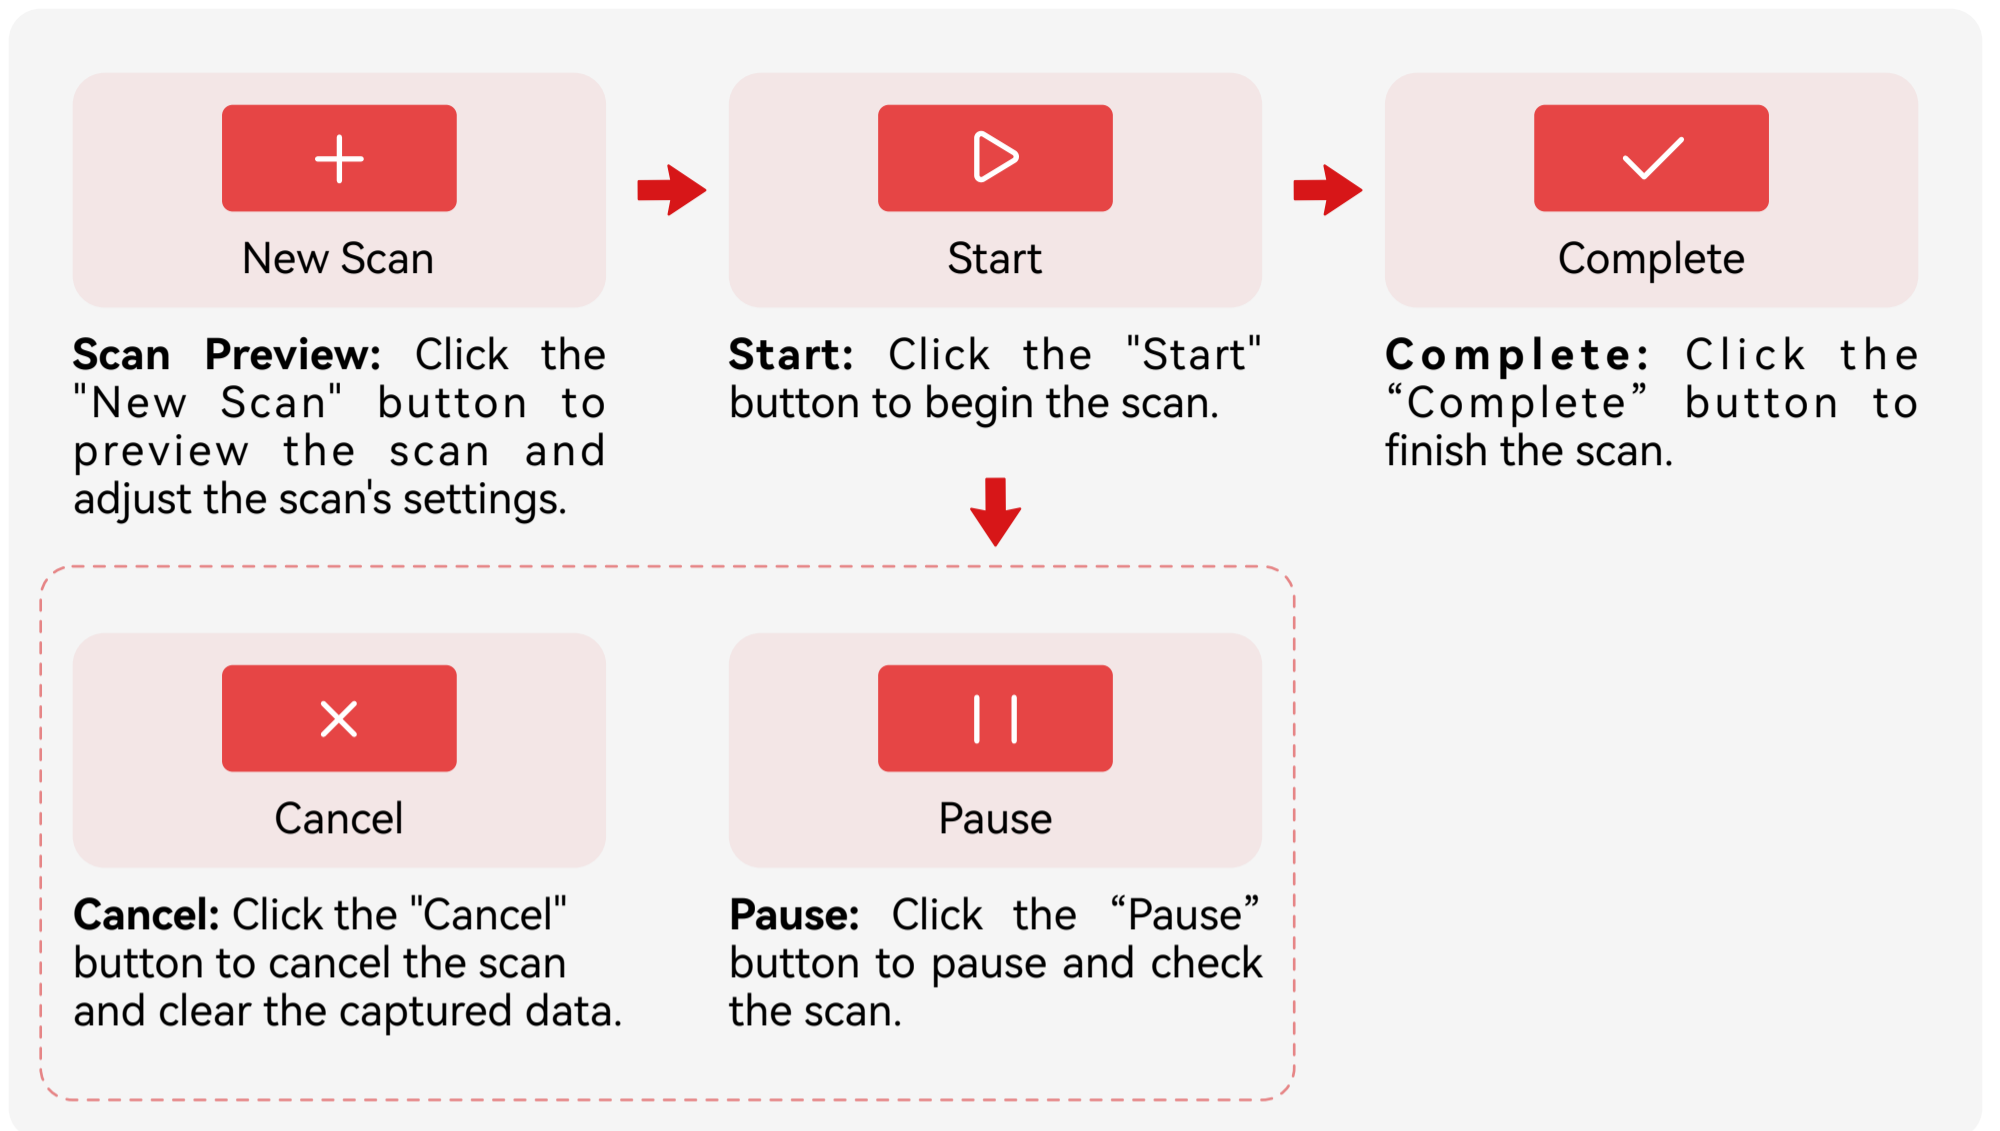 New Scan
Scan Preview: Click the
"New Scan" button to
preview the scan and
adjust the scan's settings.
Start
Start: Click the "Start"
button to begin the scan.
Complete
Complete: Click the
“Complete” button to
finish the scan.
Cancel
Cancel: Click the "Cancel"
button to cancel the scan
and clear the captured data.
Pause
Pause: Click the “Pause”
button to pause and check
the scan.